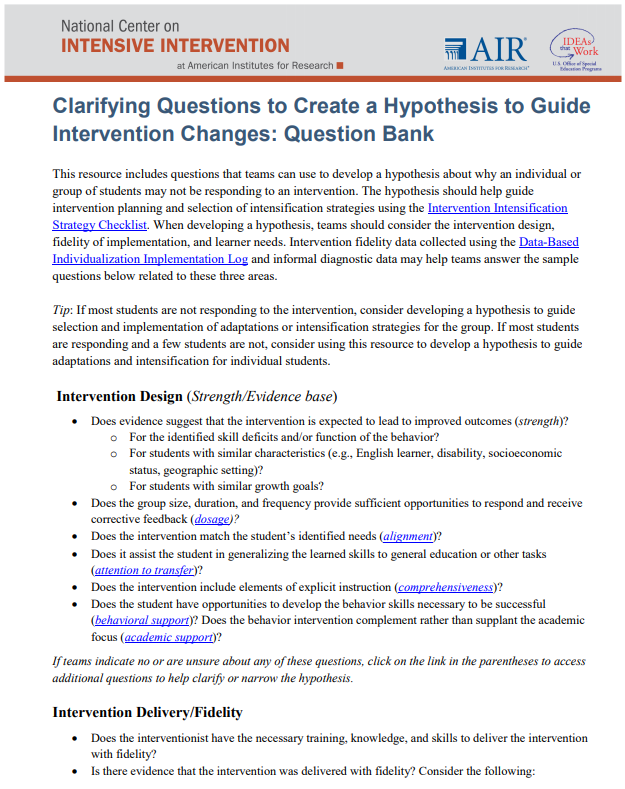 National Center on
INTENSIVE INTERVENTION
at American Institutes for Research ■
AIR®
AMERICAN INSTITUTES FOR RESEARCH®
IDEAs
that Work
U.S. Office of Special
Education Programs
Clarifying Questions to Create a Hypothesis to Guide
Intervention Changes: Question Bank
This resource includes questions that teams can use to develop a hypothesis about why an individual or
group of students may not be responding to an intervention. The hypothesis should help guide
intervention planning and selection of intensification strategies using the Intervention Intensification
Strategy Checklist. When developing a hypothesis, teams should consider the intervention design,
fidelity of implementation, and learner needs. Intervention fidelity data collected using the Data-Based
Individualization Implementation Log and informal diagnostic data may help teams answer the sample
questions below related to these three areas.
Tip: If most students are not responding to the intervention, consider developing a hypothesis to guide
selection and implementation of adaptations or intensification strategies for the group. If most students
are responding and a few students are not, consider using this resource to develop a hypothesis to guide
adaptations and intensification for individual students.
Intervention Design (Strength/Evidence base)
• Does evidence suggest that the intervention is expected to lead to improved outcomes (strength)?
o For the identified skill deficits and/or function of the behavior?
o For students with similar characteristics (e.g., English learner, disability, socioeconomic
status, geographic setting)?
o For students with similar growth goals?
• Does the group size, duration, and frequency provide sufficient opportunities to respond and receive
corrective feedback (dosage)?
• Does the intervention match the student’s identified needs (alignment)?
• Does it assist the student in generalizing the learned skills to general education or other tasks
(attention to transfer)?
• Does the intervention include elements of explicit instruction (comprehensiveness)?
• Does the student have opportunities to develop the behavior skills necessary to be successful
(behavioral support)? Does the behavior intervention complement rather than supplant the academic
focus (academic support)?
If teams indicate no or are unsure about any of these questions, click on the link in the parentheses to access
additional questions to help clarify or narrow the hypothesis.
Intervention Delivery/Fidelity
• Does the interventionist have the necessary training, knowledge, and skills to deliver the intervention
with fidelity?
• Is there evidence that the intervention was delivered with fidelity? Consider the following: